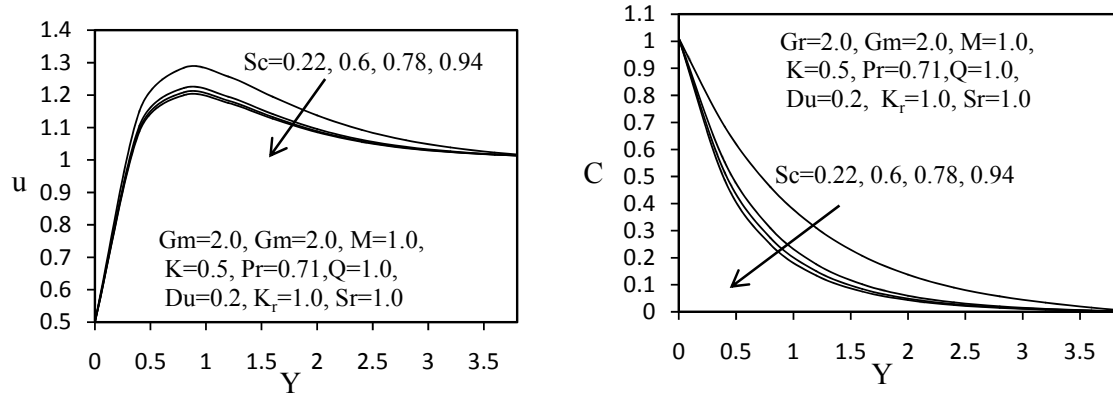 1.4
1.3
1.2
1.1
1
0.9
0.8
0.7
0.6
0.5
u
Sc=0.22, 0.6, 0.78, 0.94
Gm=2.0, Gm=2.0, M=1.0,
K=0.5, Pr=0.71,Q=1.0,
Du=0.2, Kr=1.0, Sr=1.0
0 0.5 1 1.5 2 2.5 3 3.5
Y
1
0.9
0.8
0.7
0.6
0.5
0.4
0.3
0.2
0.1
0
C
Gr=2.0, Gm=2.0, M=1.0,
K=0.5, Pr=0.71,Q=1.0,
Du=0.2, Kr=1.0, Sr=1.0
Sc=0.22, 0.6, 0.78, 0.94
0 0.5 1 1.5 2 2.5 3 3.5
Y